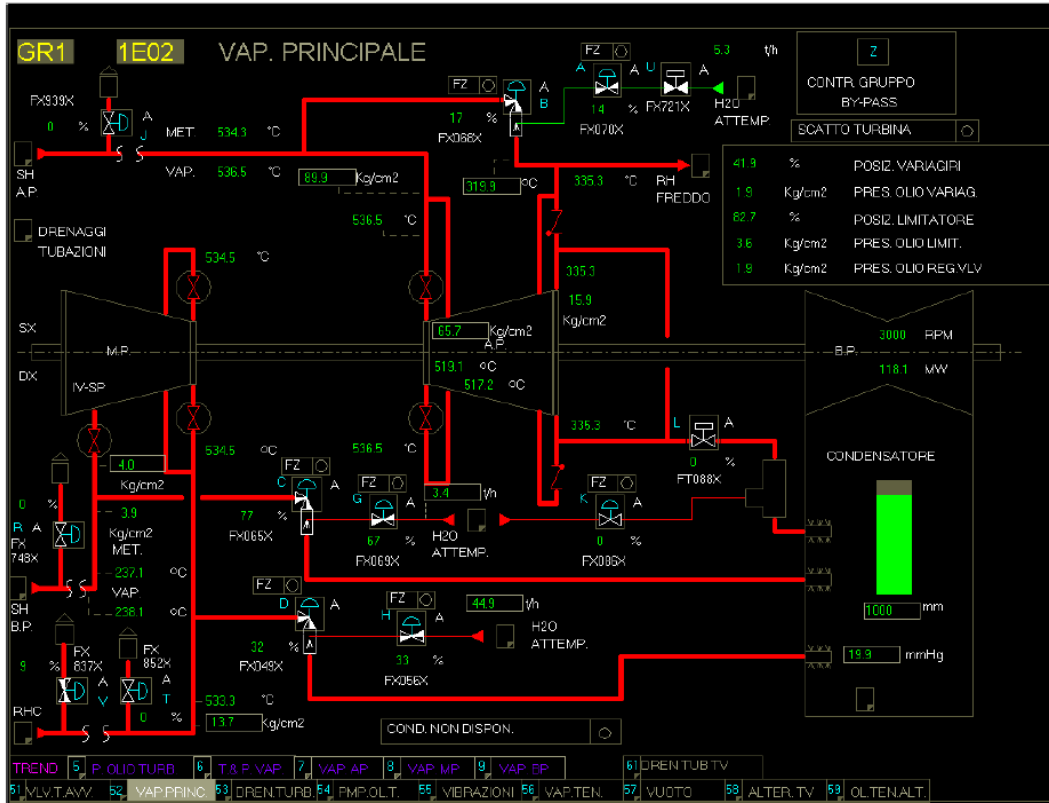 GR1 1E02 VAP. PRINCIPALE
FZ
A A U A 5.3 t/h
Z
CONTR. GRUPPO
BY-PASS
FX939X
0 %
A
J
FZ
A
B
17 %
FX066X
14 %
FX070X
FX721X
H2O
ATTEMP.
SCATTO TURBINA
MET. 534.3 °C
VAP. 536.5 °C
89.9 Kg/cm2
SH
A.P.
319.9 °C
335.3 °C
RH
FREDDO
41.9 % POSIZ. VARIAGIRI
1.9 Kg/cm2 PRES. OLIO VARIAG.
82.7 % POSIZ. LIMITATORE
3.6 Kg/cm2 PRES. OLIO LIMIT.
1.9 Kg/cm2 PRES. OLIO REG.VLV
DRENAGGI
TUBAZIONI
536.5 °C
534.5 °C
335.3
15.9
Kg/cm2
SX
M.P.
DX
IV-SP
65.7 Kg/cm2
A.P.
519.1 °C
517.2 °C
3000 RPM
B.P.
118.1 MW
534.5 °C
536.5 °C
335.3 °C
L A
0 %
FT088X
CONDENSATORE
4.0
Kg/cm2
FZ
C A
77 %
FX065X
FZ
G A
67 %
FX069X
3.4 t/h
H2O
ATTEMP.
FZ
K A
0 %
FX086X
0 %
R A
FX
748X
3.9
Kg/cm2
MET.
237.1 °C
VAP
238.1 °C
SH
B.P.
1000 mm
19.9 mmHg
FZ
D A
32 %
FX049X
FZ
H A
33 %
FX056X
44.9 t/h
H2O
ATTEMP.
9 %
FX
837X
A
V
FX
852X
A
T
0 %
RHC
533.3 °C
13.7 Kg/cm2
COND. NON DISPON.
TREND 5 P. OLIO TURB 6 T & P VAP 7 VAP AP 8 VAP MP 9 VAP BP 61 DREN TUB TV
51 VLV.T.AVV. 52 VAP.PRINC. 53 DREN.TURB. 54 PMP.OL.T. 55 VIBRAZIONI 56 VAP.TEN. 57 VUOTO 58 ALTER. TV 59 OL.TEN.ALT.